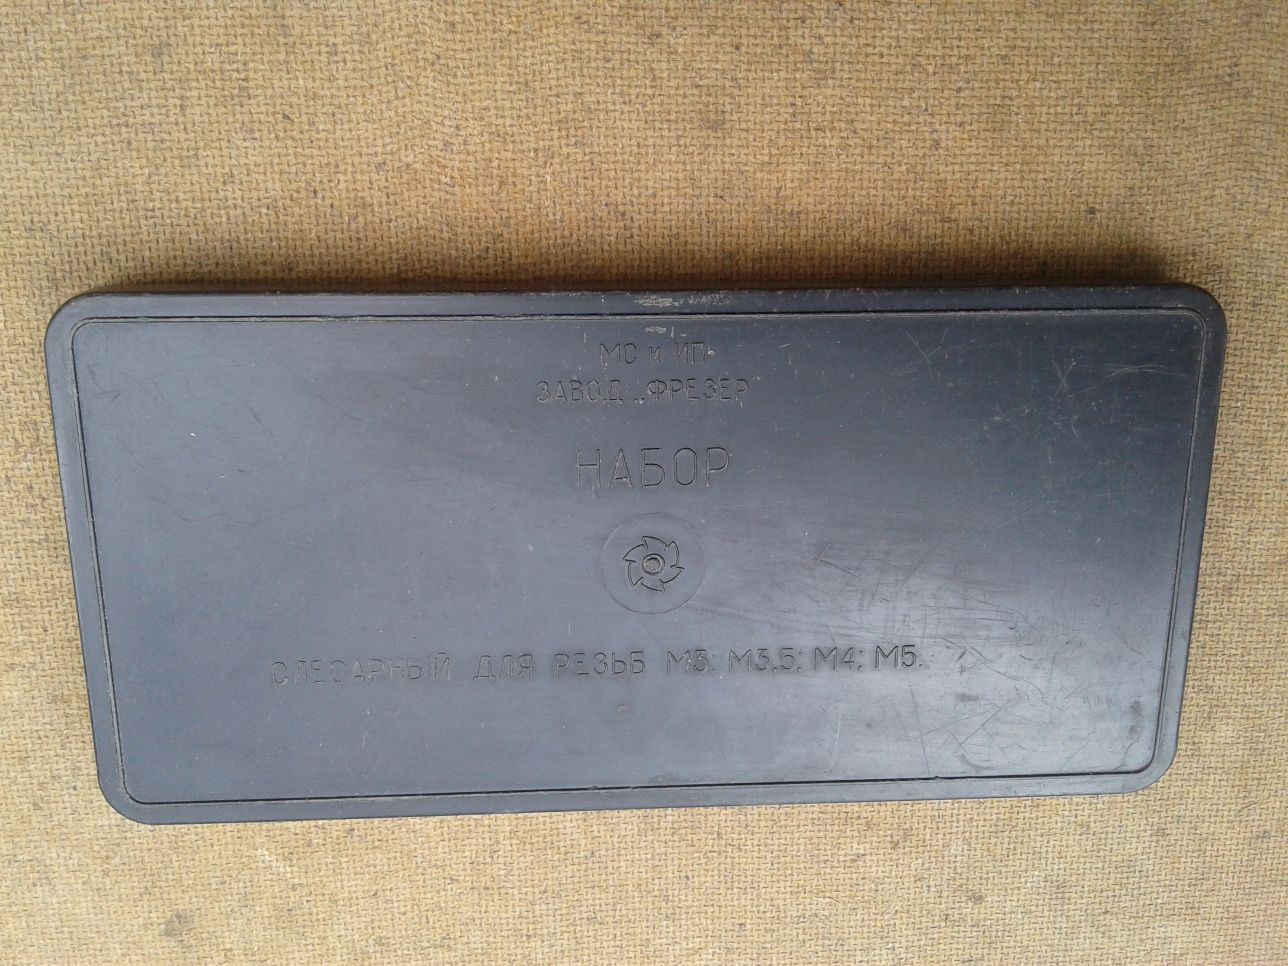 МС и ИП
ЗАВОД „ФРЕЗЕР"
НАБОР
СЛЕСАРНЫЙ ДЛЯ РЕЗЬБ М3; М3,5; М4; М5.